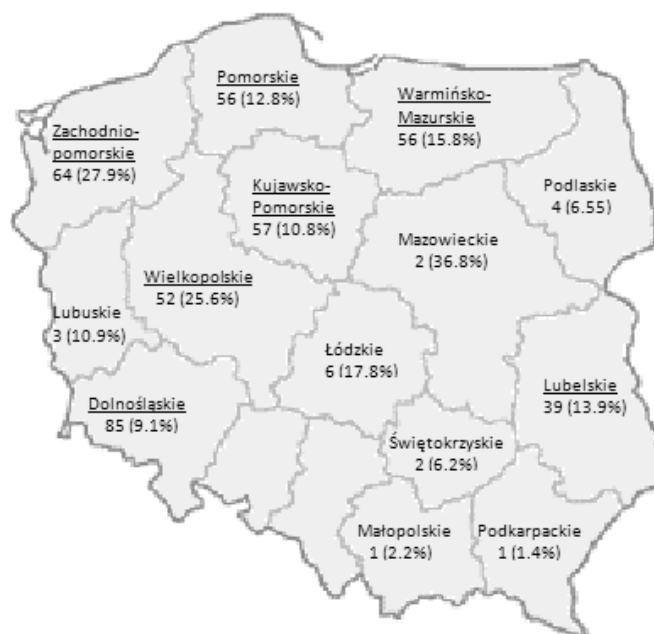 Pomorskie
56 (12.8%)
Warmińsko-
Mazurskie
56 (15.8%)
Zachodnio-
pomorskie
64 (27.9%)
Kujawsko-
Pomorskie
57 (10.8%)
Podlaskie
4 (6.55)
Mazowieckie
2 (36.8%)
Wielkopolskie
52 (25.6%)
Lubuskie
3 (10.9%)
Łódzkie
6 (17.8%)
Lubelskie
39 (13.9%)
Dolnośląskie
85 (9.1%)
Świętokrzyskie
2 (6.2%)
Małopolskie
1 (2.2%)
Podkarpackie
1 (1.4%)